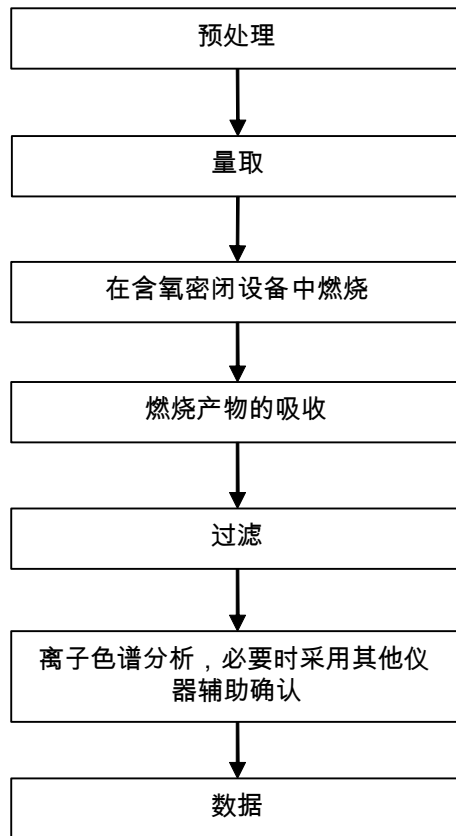 预处理
量取
在含氧密闭设备中燃烧
燃烧产物的吸收
过滤
离子色谱分析，必要时采用其他仪
器辅助确认
数据